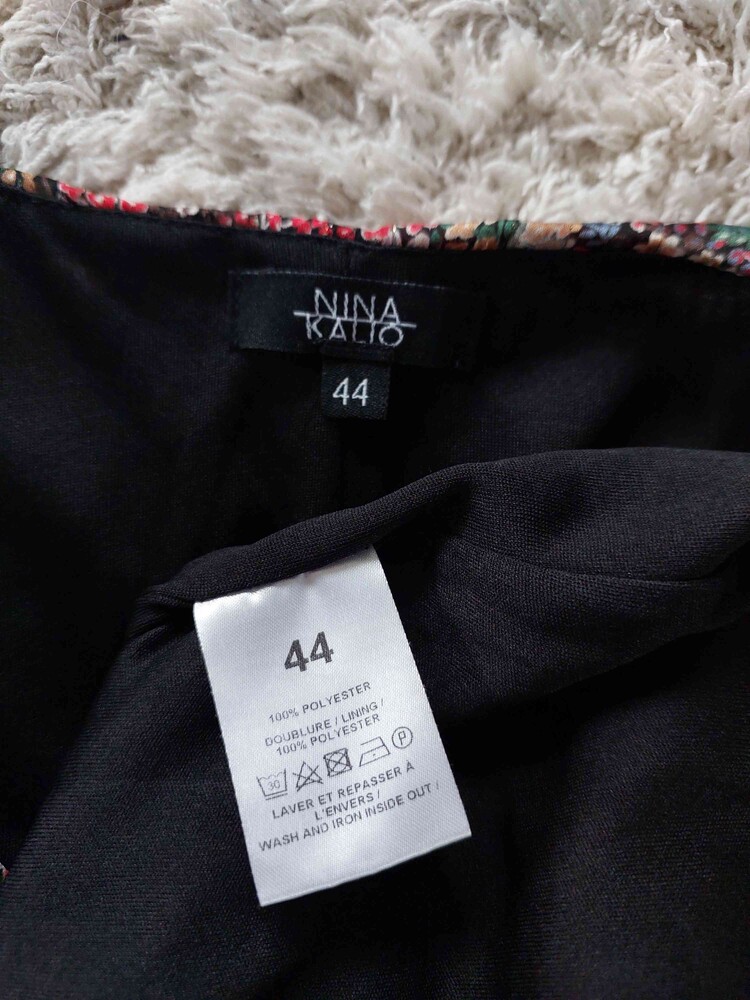 NINA
KALIO
44
44
100% POLYESTER
DOUBLURE / LINING /
100% POLYESTER
30
P
LAVER ET REPASSER À
L'ENVERS /
WASH AND IRON INSIDE OUT /